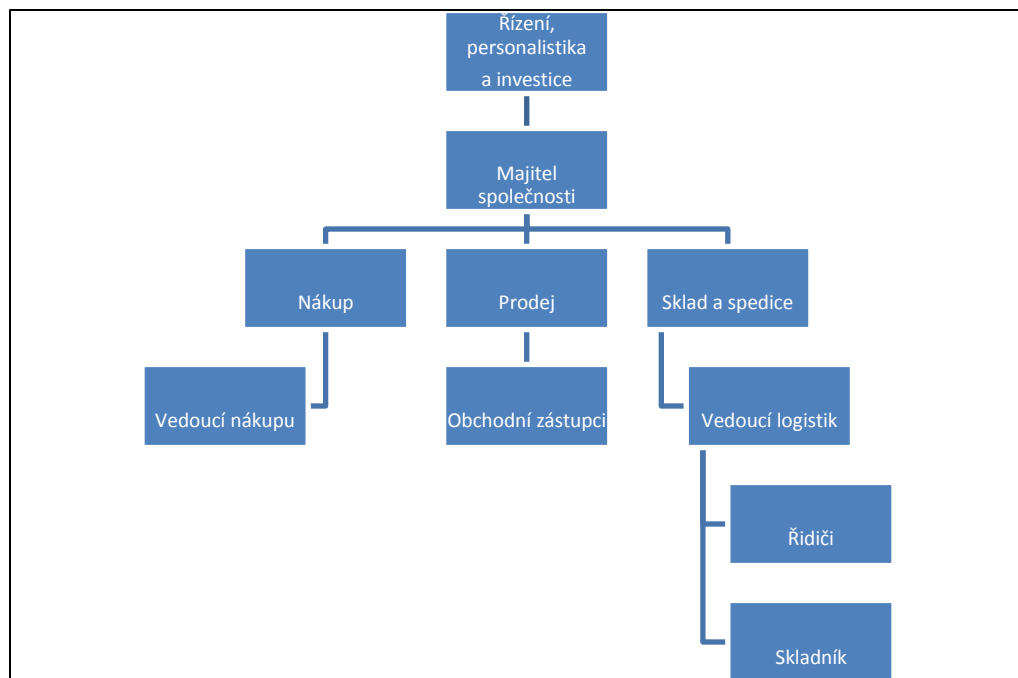 Řízení,
personalistika
a investice
Majitel
společnosti
Nákup
Prodej
Sklad a spedice
Vedoucí nákupu
Obchodní zástupci
Vedoucí logistik
Řidiči
Skladník